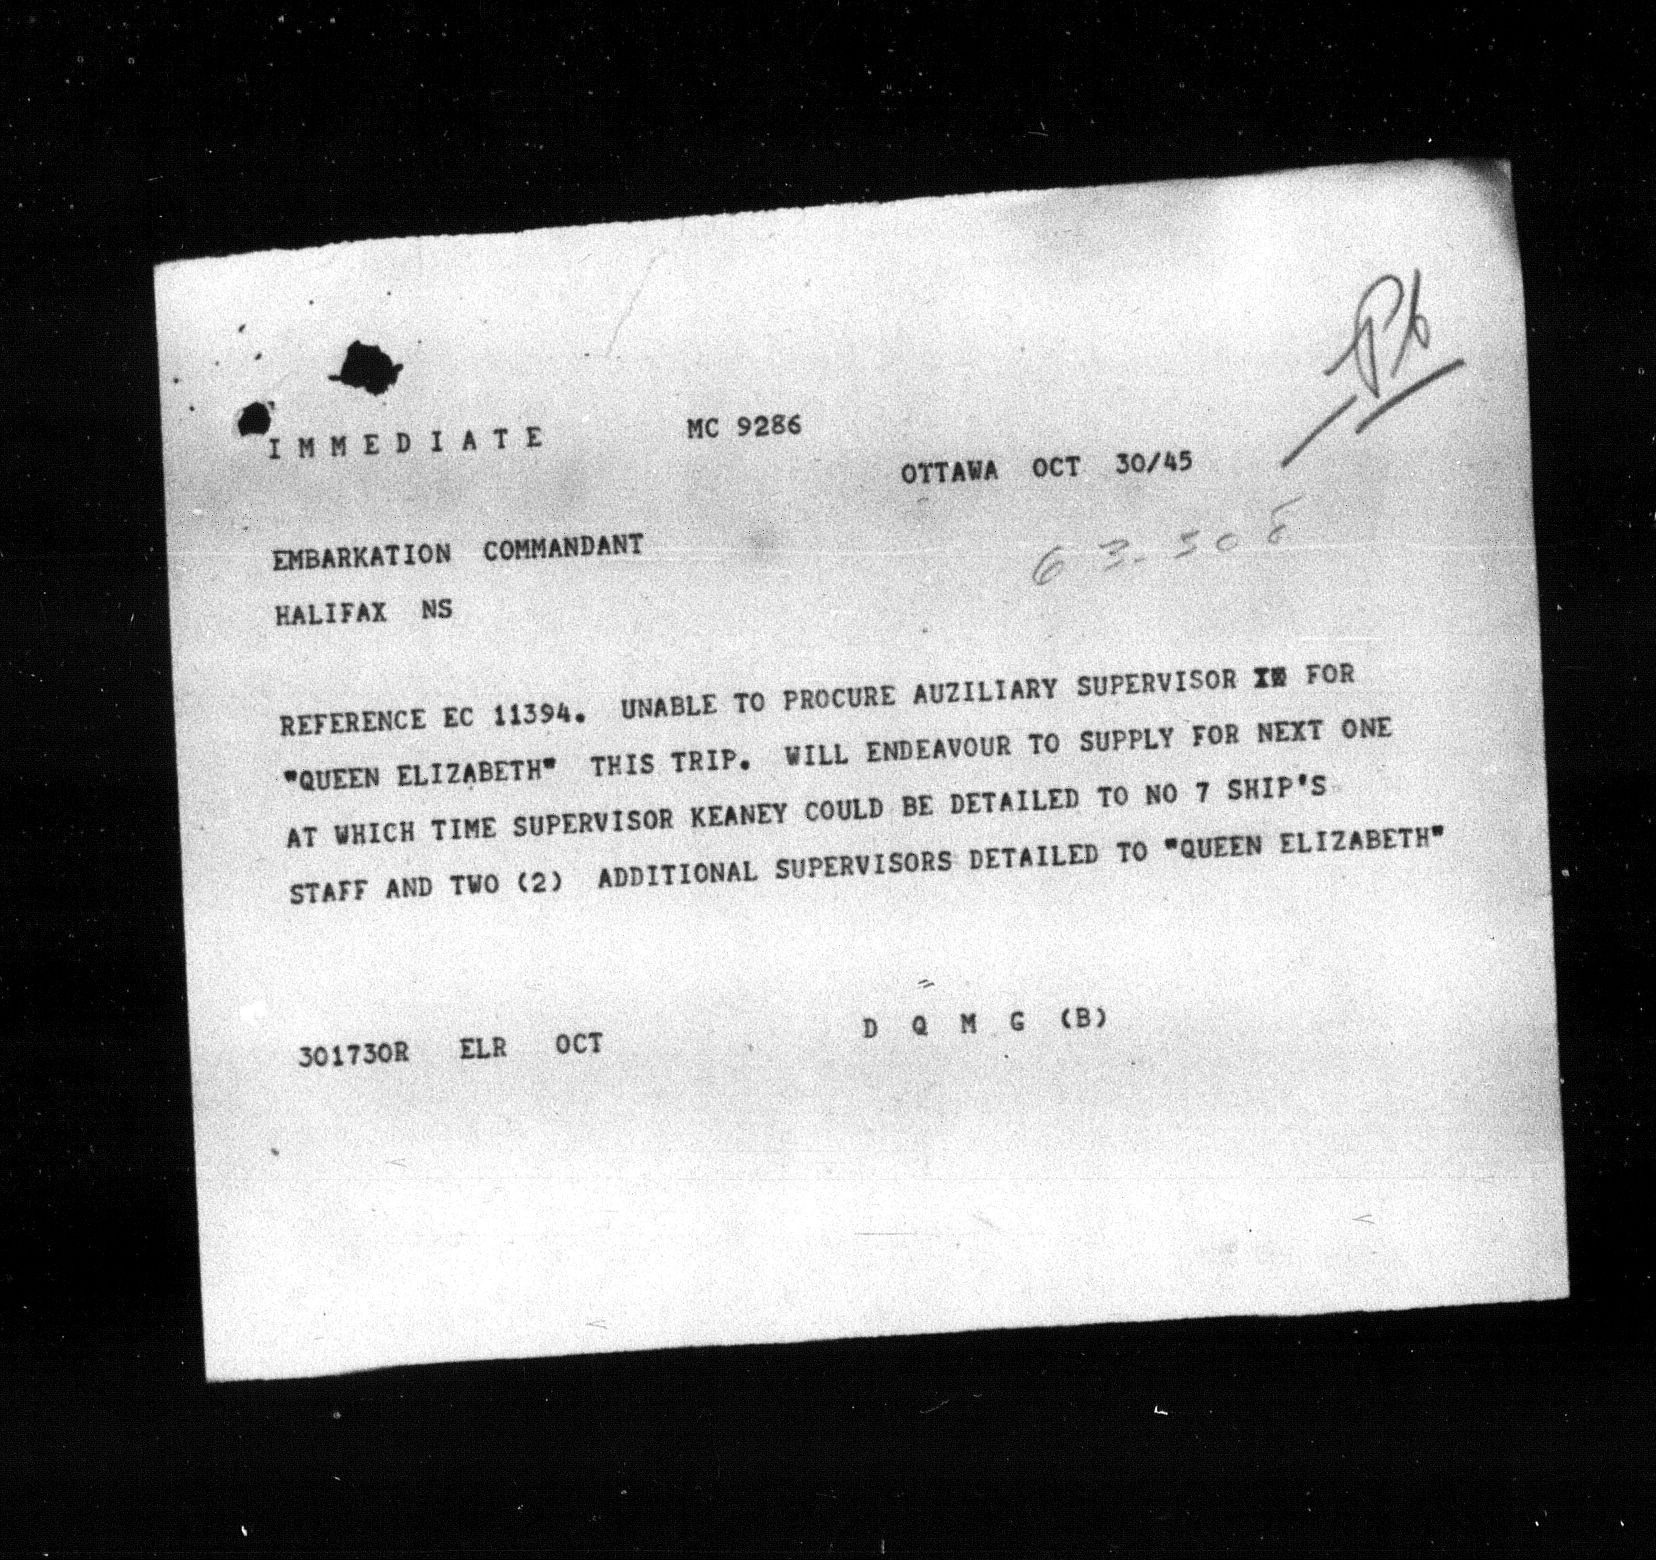 I M M E D I A T E MC 9286
OTTAWA OCT 30/45
EMBARKATION COMMANDANT
63-308
HALIFAX NS
REFERENCE EC 11394. UNABLE TO PROCURE AUZILIARY SUPERVISOR FOR
"QUEEN ELIZABETH" THIS TRIP. WILL ENDEAVOUR TO SUPPLY FOR NEXT ONE
AT WHICH TIME SUPERVISOR KEANEY COULD BE DETAILED TO NO 7 SHIP'S
STAFF AND TWO (2) ADDITIONAL SUPERVISORS DETAILED TO "QUEEN ELIZABETH"
301730R ELR OCT D Q M G (B)